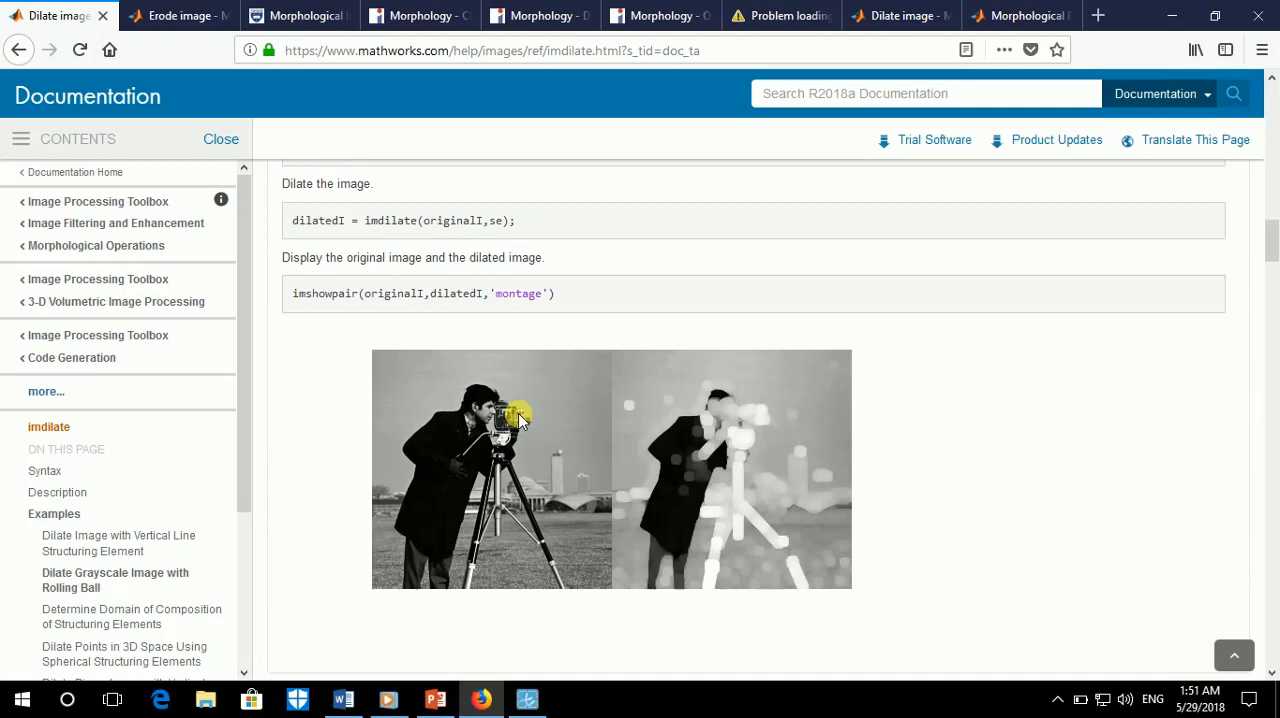 Dilate image
Erode image - M
Morphological
Morphology - C
Morphology - D
Morphology - O
Problem loading
Dilate image - M
Morphological D
https://www.mathworks.com/help/images/ref/imdilate.html?s_tid=doc_ta
Documentation
Search R2018a Documentation
Documentation
CONTENTS
Close
Trial Software
Product Updates
Translate This Page
Documentation Home
Image Processing Toolbox
Image Filtering and Enhancement
Morphological Operations
Image Processing Toolbox
3-D Volumetric Image Processing
Image Processing Toolbox
Code Generation
more...
imdilate
ON THIS PAGE
Syntax
Description
Examples
Dilate Image with Vertical Line
Structuring Element
Dilate Grayscale Image with
Rolling Ball
Determine Domain of Composition
of Structuring Elements
Dilate Points in 3D Space Using
Spherical Structuring Elements
Dilate the image.
dilatedI = imdilate(originalI,se);
Display the original image and the dilated image.
imshowpair(originalI,dilatedI,'montage')
ENG
1:51 AM
5/29/2018